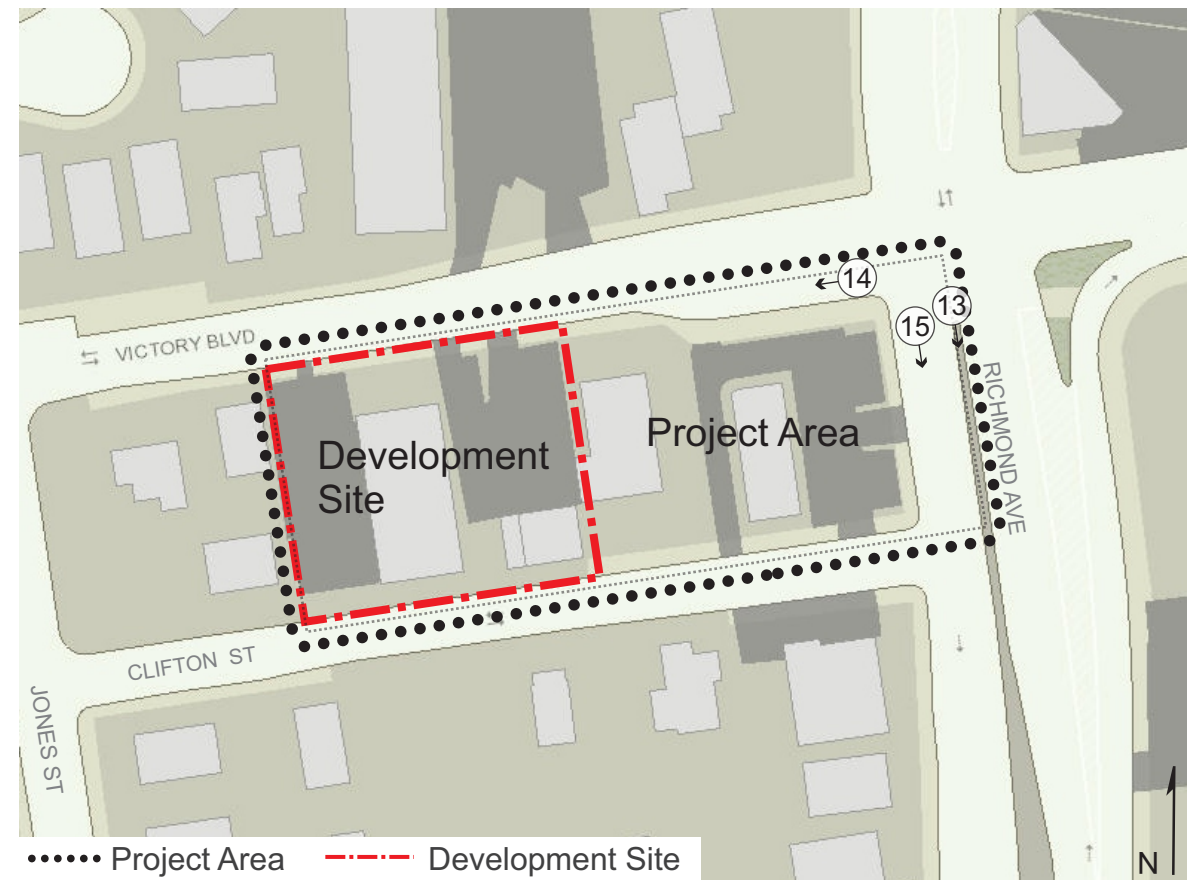 14
13
15
VICTORY BLVD
RICHMOND AVE
Project Area
Development
Site
CLIFTON ST
JONES ST
Project Area
Development Site
N